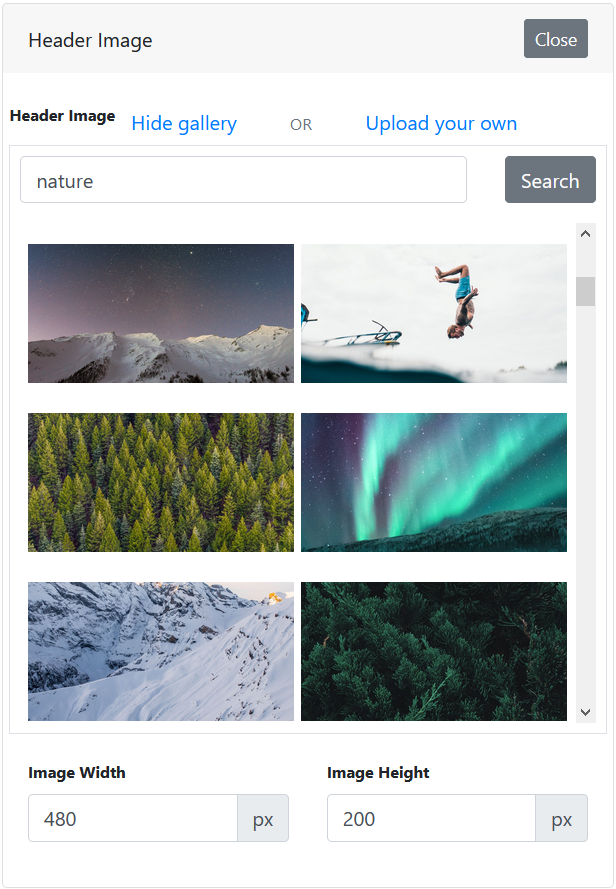 Header Image
Close
Header Image Hide gallery OR Upload your own
nature
Search
Image Width
Image Height
480 px
200 px